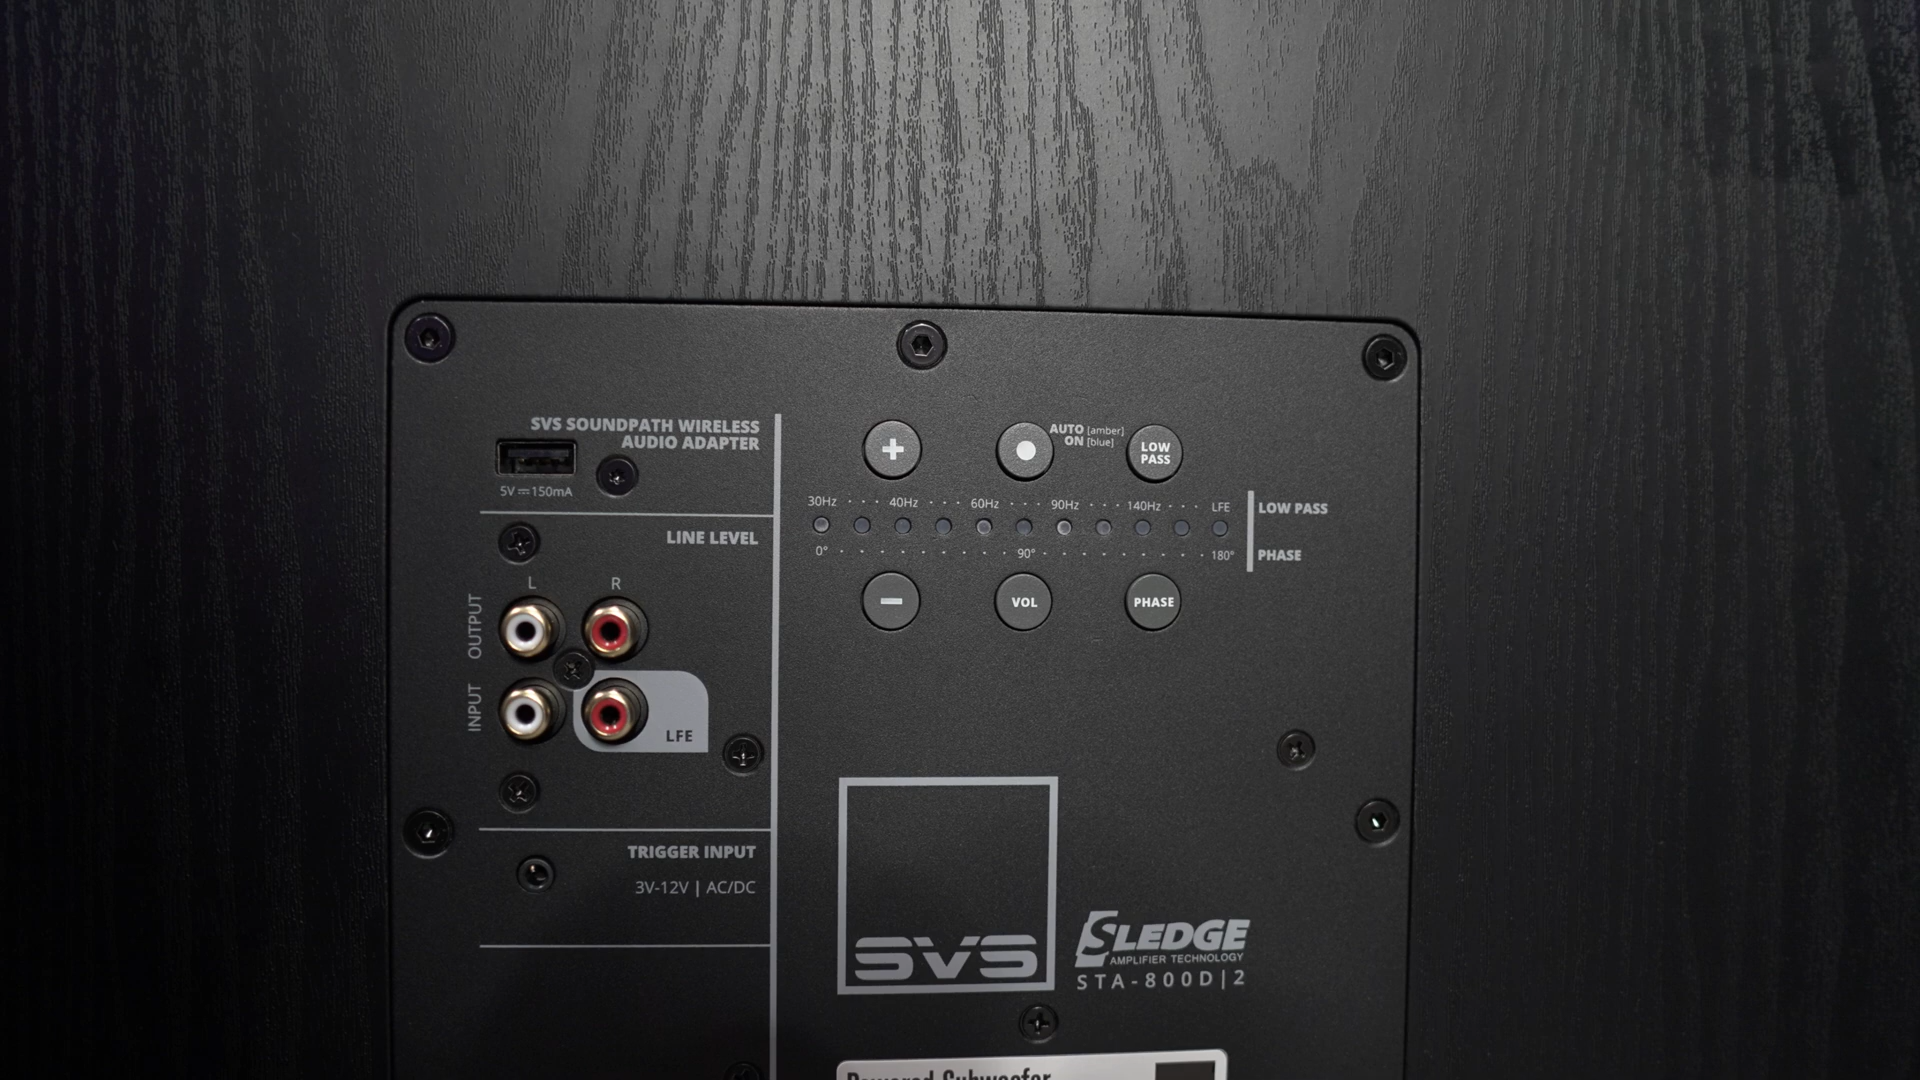 SVS SOUNDPATH WIRELESS
AUDIO ADAPTER
5V 150mA
LINE LEVEL
L R
OUTPUT
INPUT
LFE
TRIGGER INPUT
3V-12V | AC/DC
+
AUTO [amber]
ON [blue]
LOW
PASS
30Hz 40Hz 60Hz 90Hz 140Hz LFE
LOW PASS
0° 90° 180°
PHASE
-
VOL
PHASE
SVS
SLEDGE
AMPLIFIER TECHNOLOGY
STA-800D|2
Powered Subwoofer